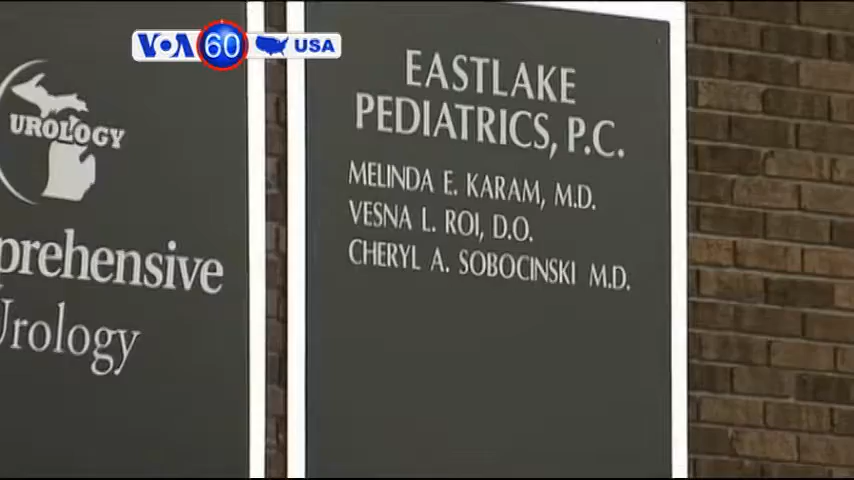 VOA 60 USA
UROLOGY
prehensive
Urology
EASTLAKE
PEDIATRICS, P.C.
MELINDA E. KARAM, M.D.
VESNA L. ROI, D.O.
CHERYL A. SOBOCINSKI M.D.